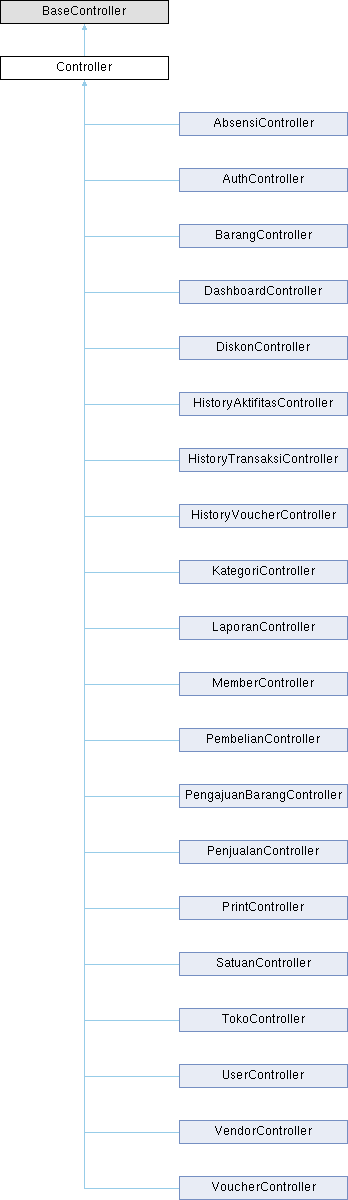 BaseController
Controller
AbsensiController
AuthController
BarangController
DashboardController
DiskonController
HistoryAktifitasController
HistoryTransaksiController
HistoryVoucherController
KategoriController
LaporanController
MemberController
PembelianController
PengajuanBarangController
PenjualanController
PrintController
SatuanController
TokoController
UserController
VendorController
VoucherController